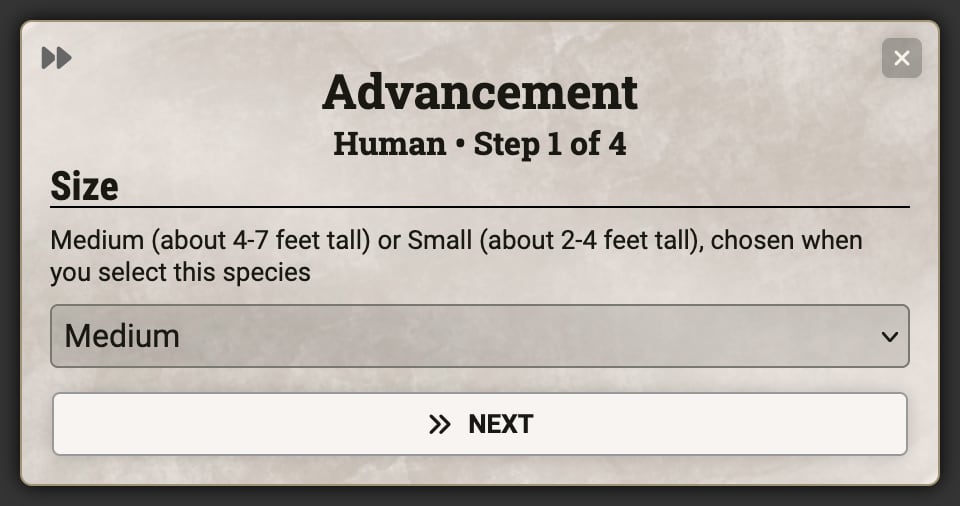 Advancement
Human • Step 1 of 4
Size
Medium (about 4-7 feet tall) or Small (about 2-4 feet tall), chosen when
you select this species
Medium
NEXT